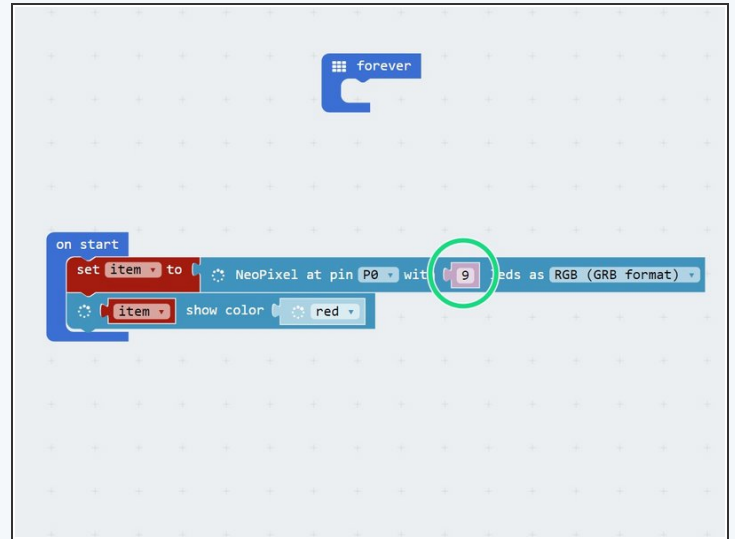 forever
on start
set item to NeoPixel at pin P0 with 9 leds as RGB (GRB format)
item show color red